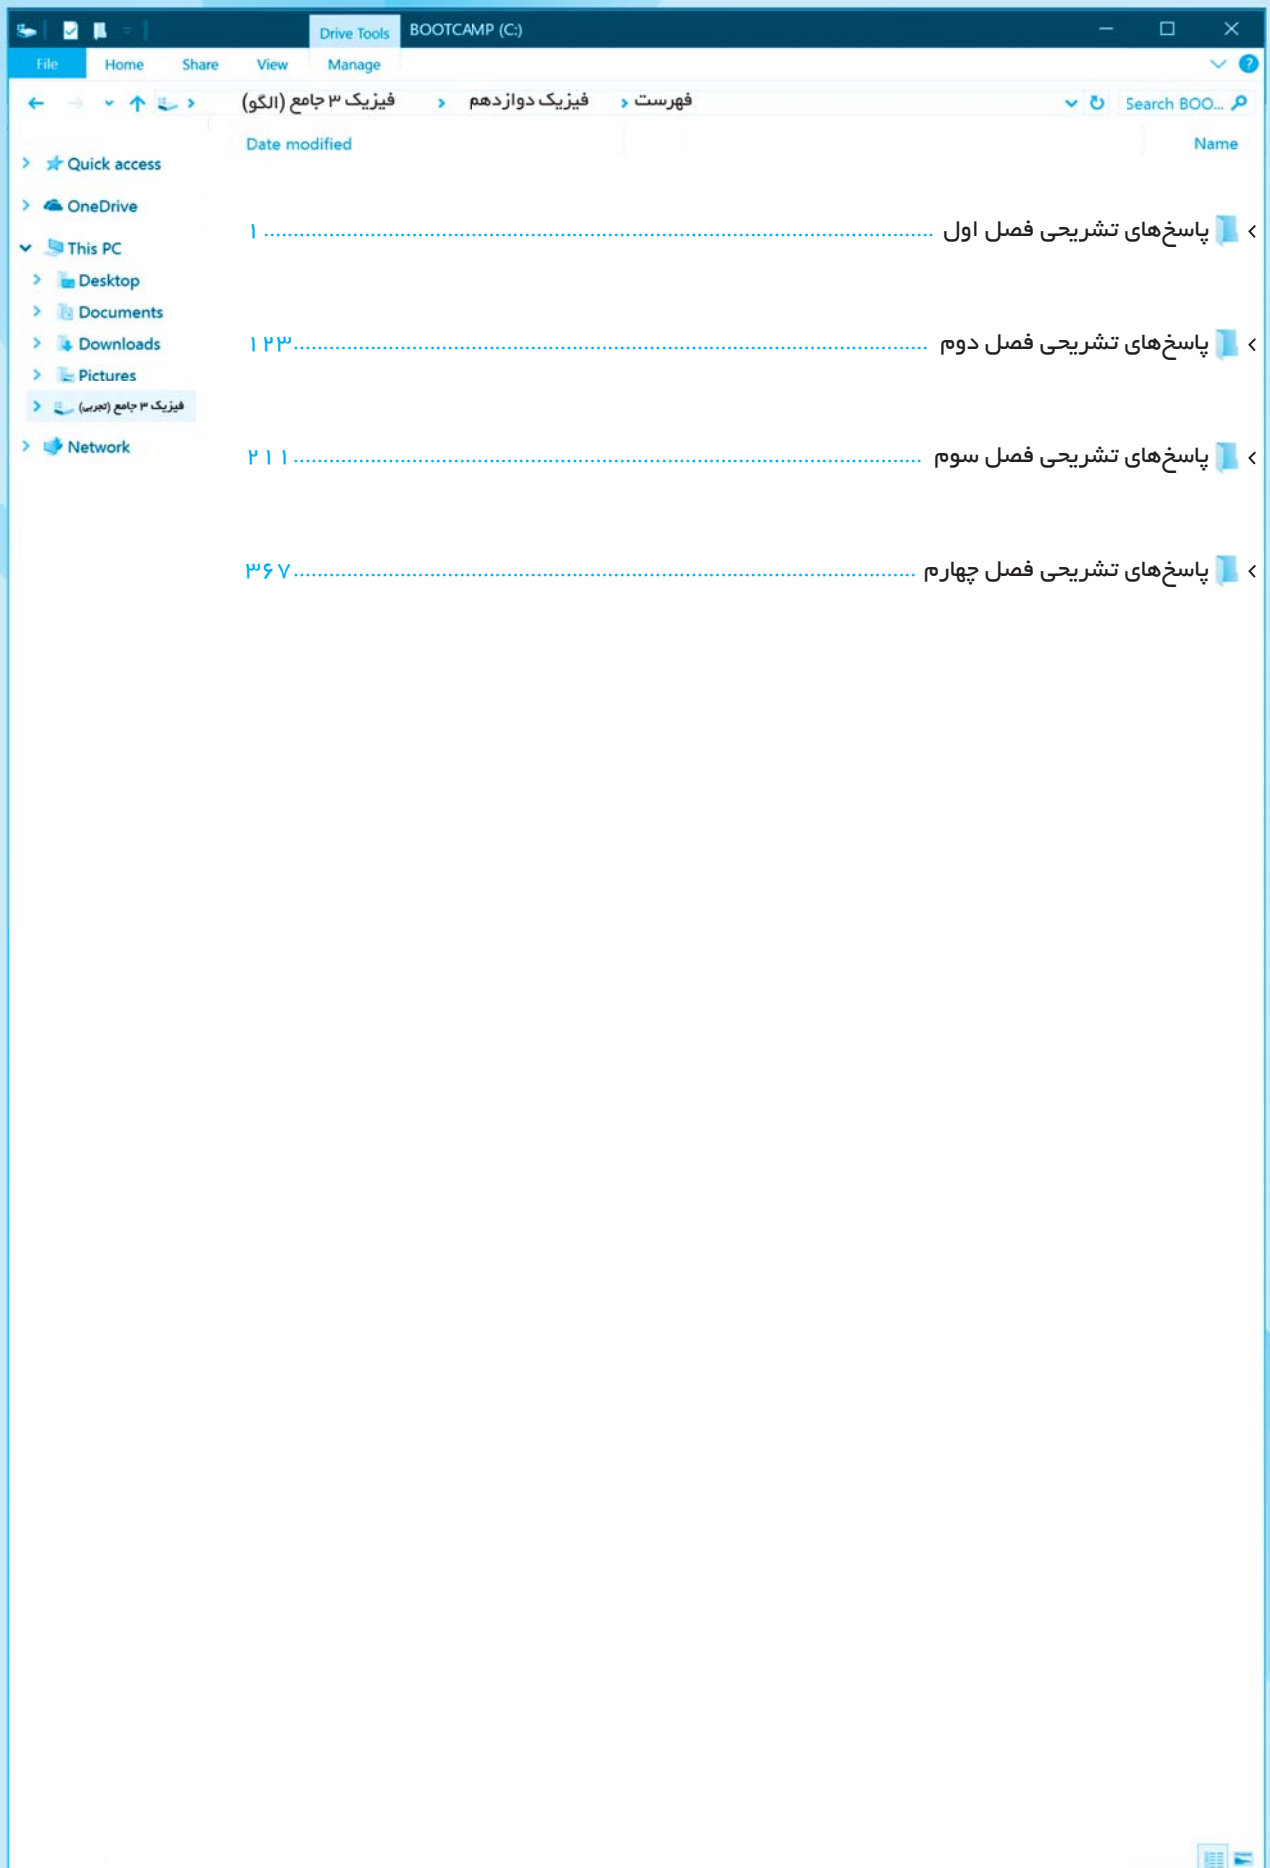 Drive Tools BOOTCAMP (C:)
File Home Share View Manage
فیزیک ۳ جامع (الگو) › فیزیک دوازدهم › فهرست Search BOO...
Date modified Name
Quick access
OneDrive
This PC
Desktop
Documents
Downloads
Pictures
فیزیک ۳ جامع (تجربی)
Network
پاسخ‌های تشریحی فصل اول ........ ۱
پاسخ‌های تشریحی فصل دوم ........ ۱۲۳
پاسخ‌های تشریحی فصل سوم ........ ۲۱۱
پاسخ‌های تشریحی فصل چهارم ........ ۳۶۷